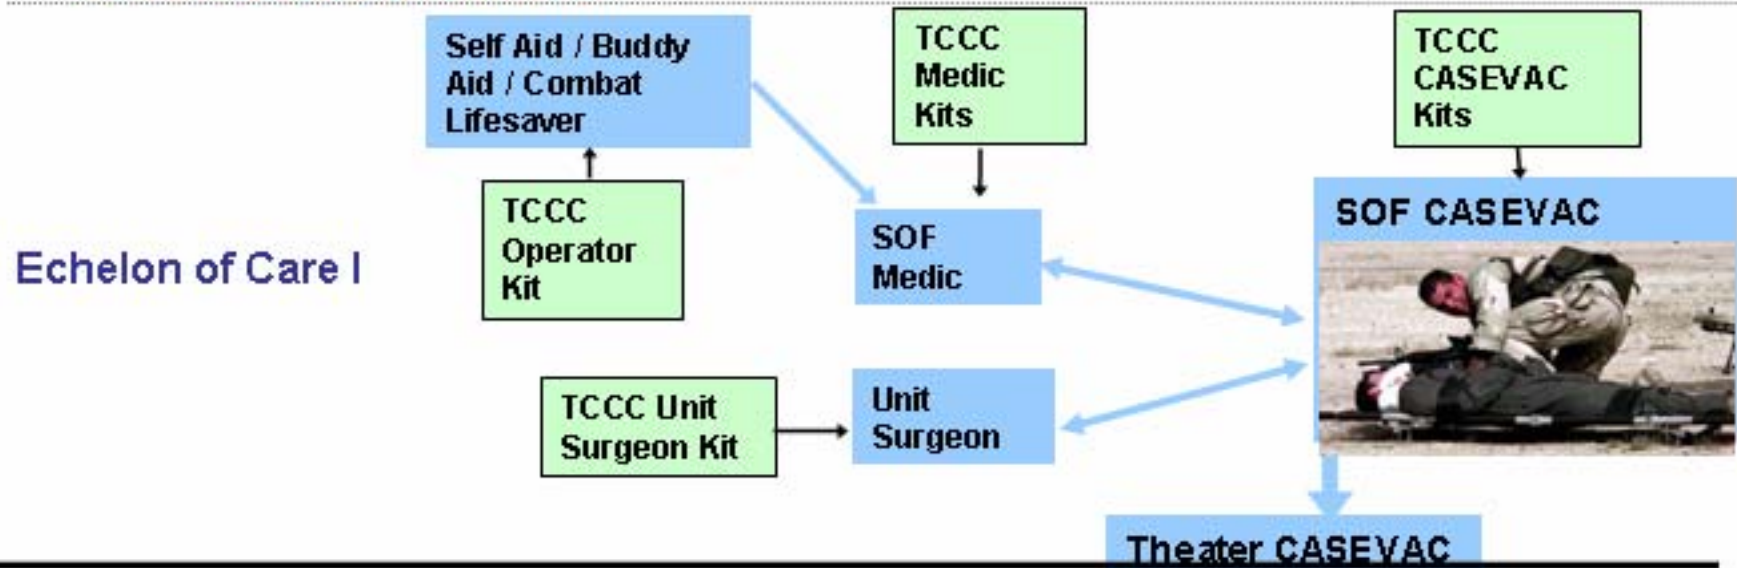 Self Aid / Buddy
Aid / Combat
Lifesaver
TCCC
Medic
Kits
TCCC
CASEVAC
Kits
TCCC
Operator
Kit
SOF
Medic
SOF CASEVAC
Echelon of Care I
TCCC Unit
Surgeon Kit
Unit
Surgeon
Theater CASEVAC